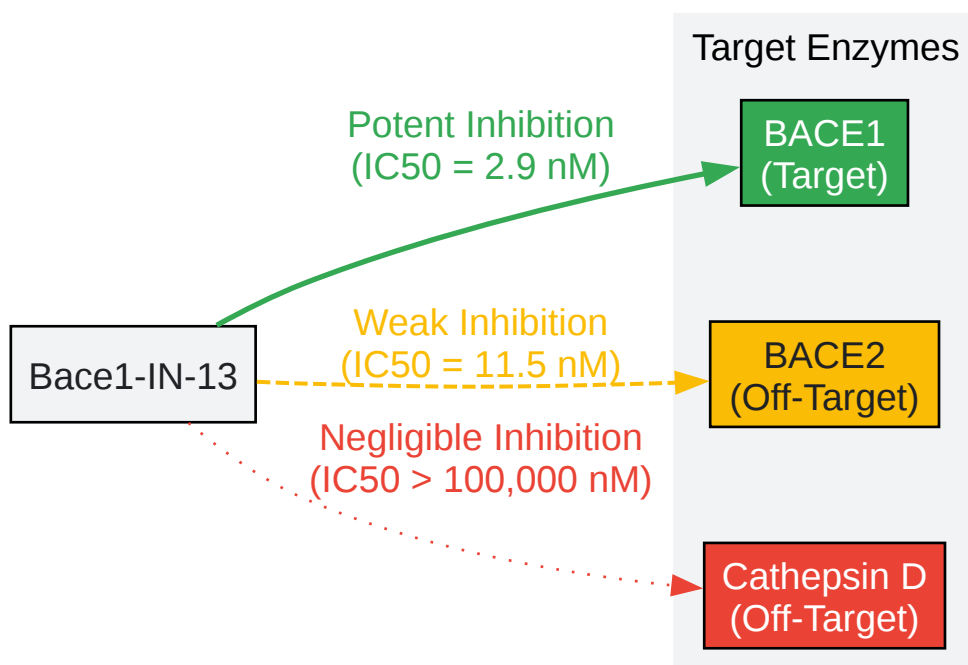 Target Enzymes
Potent Inhibition
(IC50 = 2.9 nM)
BACE1
(Target)
Bace1-IN-13
Weak Inhibition
(IC50 = 11.5 nM)
BACE2
(Off-Target)
Negligible Inhibition
(IC50 > 100,000 nM)
Cathepsin D
(Off-Target)